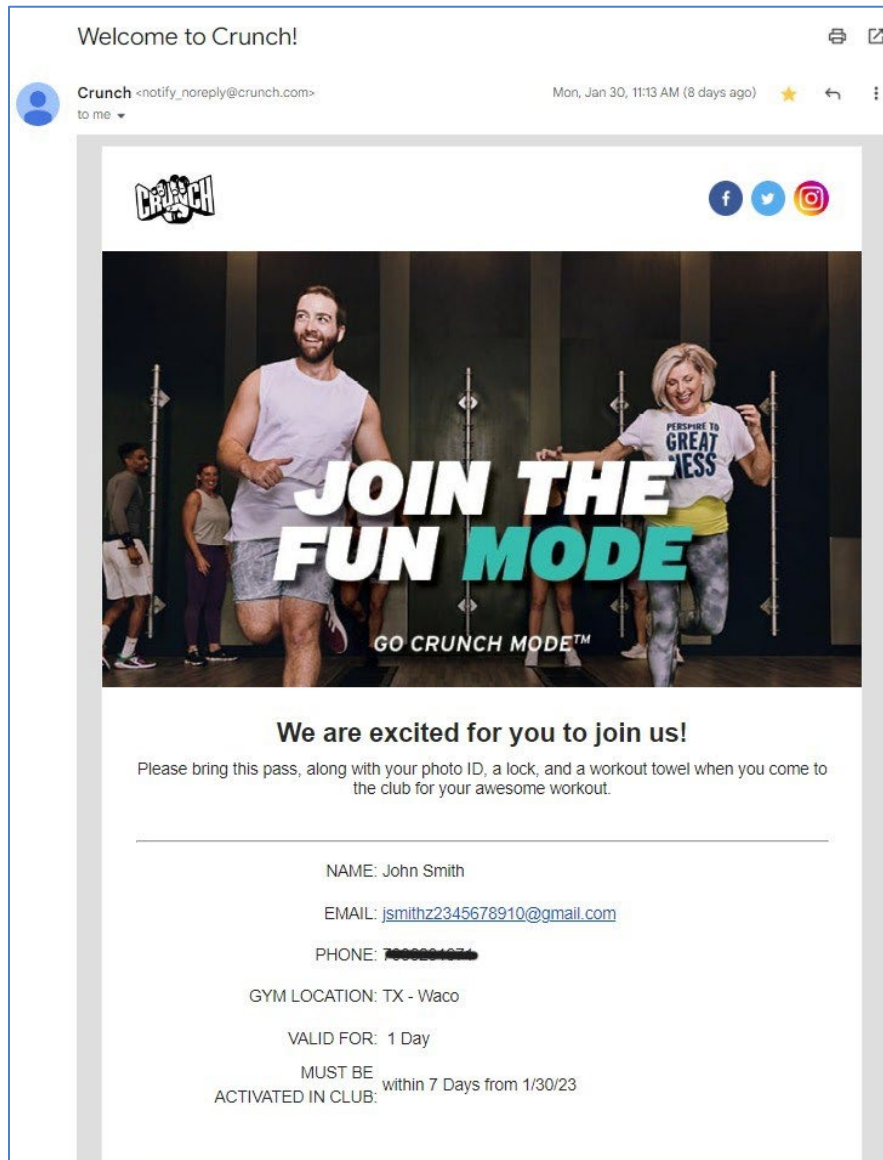 Welcome to Crunch!
Crunch <notify_noreply@crunch.com>
Mon, Jan 30, 11:13 AM (8 days ago)
to me
CRUNCH
f
PERSPIRE TO
GREAT
NESS
JOIN THE
FUN MODE
GO CRUNCH MODE™
We are excited for you to join us!
Please bring this pass, along with your photo ID, a lock, and a workout towel when you come to
the club for your awesome workout.
NAME: John Smith
EMAIL: jsmithz2345678910@gmail.com
PHONE:
GYM LOCATION: TX - Waco
VALID FOR: 1 Day
MUST BE
ACTIVATED IN CLUB: within 7 Days from 1/30/23